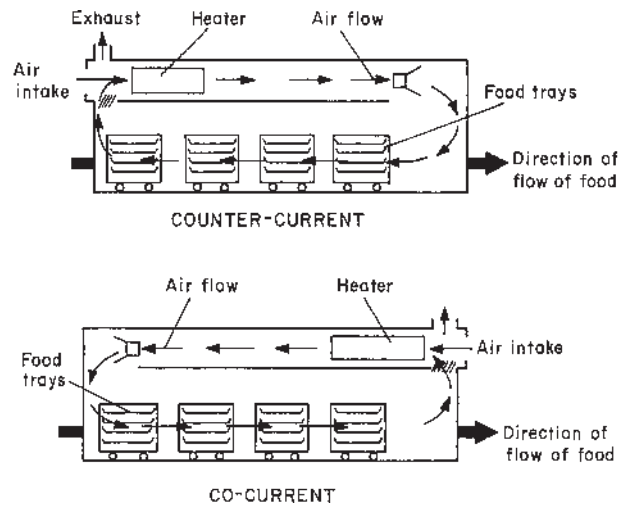 Exhaust
Heater
Air flow
Air
intake
Food trays
Direction of
flow of food
COUNTER-CURRENT
Air flow
Heater
Air intake
Food
trays
Direction of
flow of food
CO-CURRENT